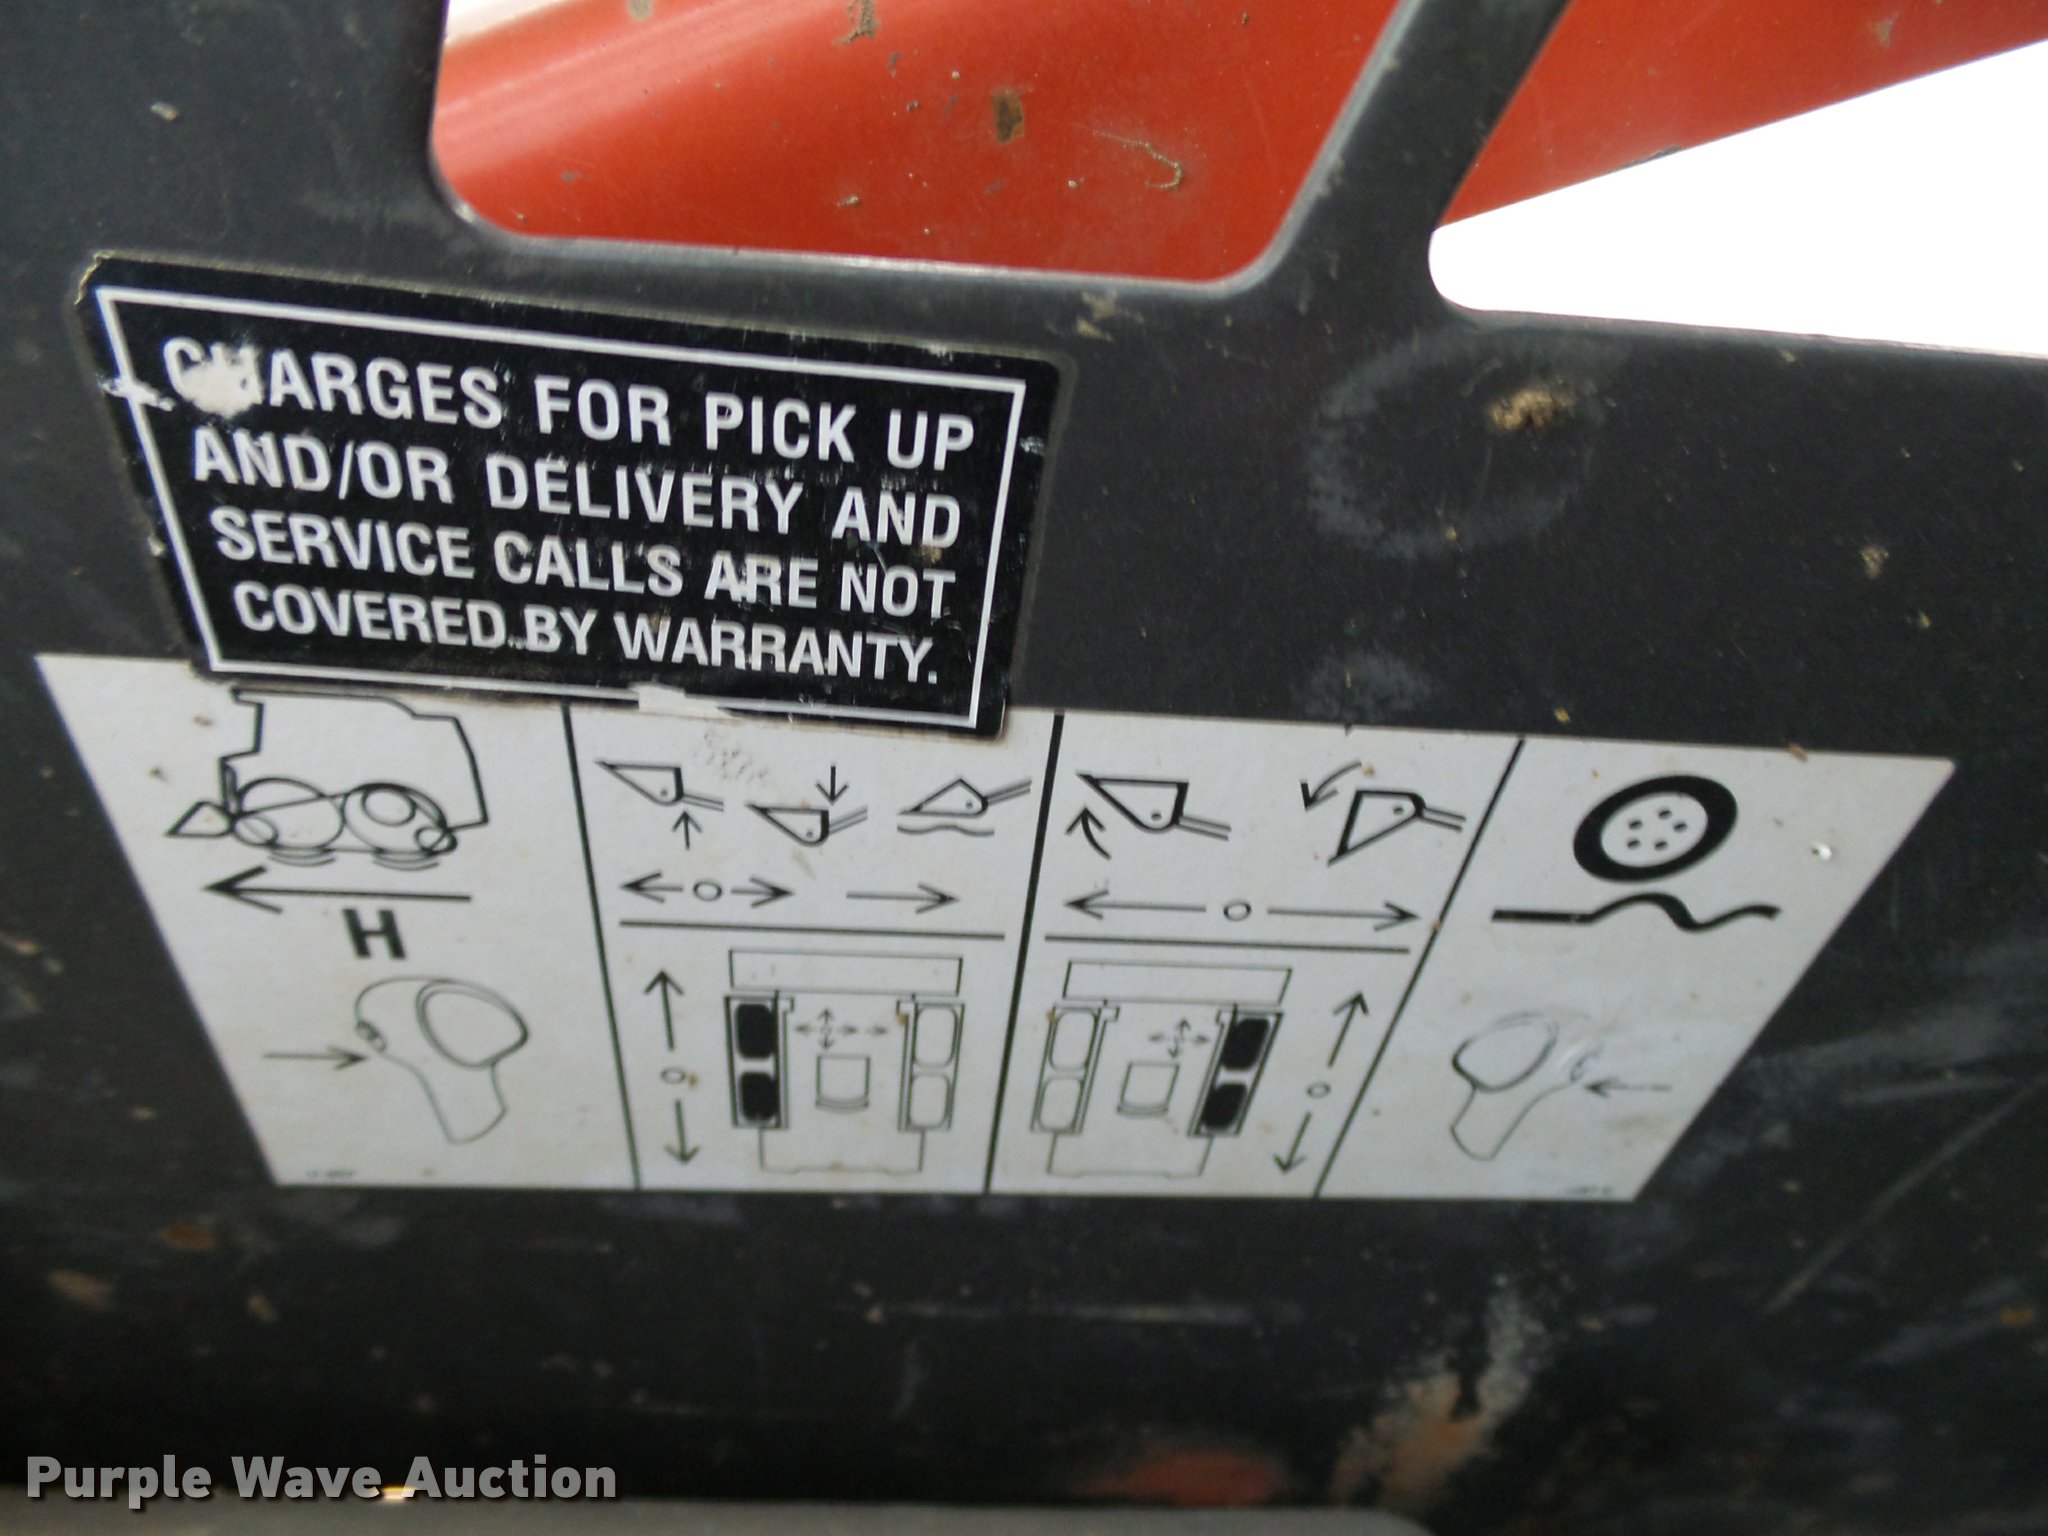 CHARGES FOR PICK UP
AND/OR DELIVERY AND
SERVICE CALLS ARE NOT
COVERED BY WARRANTY.
H
Purple Wave Auction